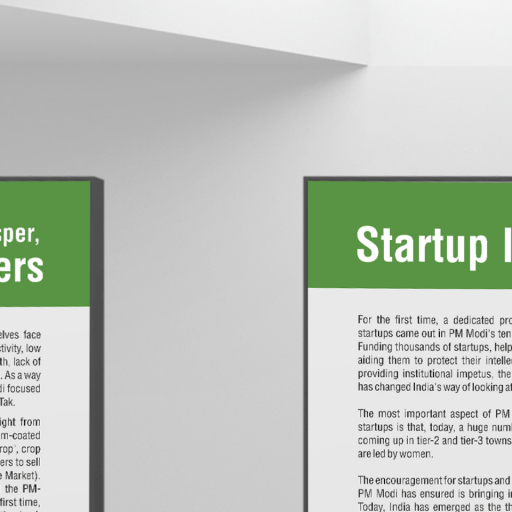 sper,
ers
elves face
tivity, low
th, lack of
. As a way
di focused
Tak.
ight from
m-coated
rop', crop
ers to sell
e Market).
the PM-
first time,
Startup I
For the first time, a dedicated pro
startups came out in PM Modi's ten
Funding thousands of startups, help
aiding them to protect their intelle
providing institutional impetus, the
has changed India's way of looking at
The most important aspect of PM
startups is that, today, a huge numb
coming up in tier-2 and tier-3 towns
are led by women.
The encouragement for startups and
PM Modi has ensured is bringing i
Today, India has emerged as the th